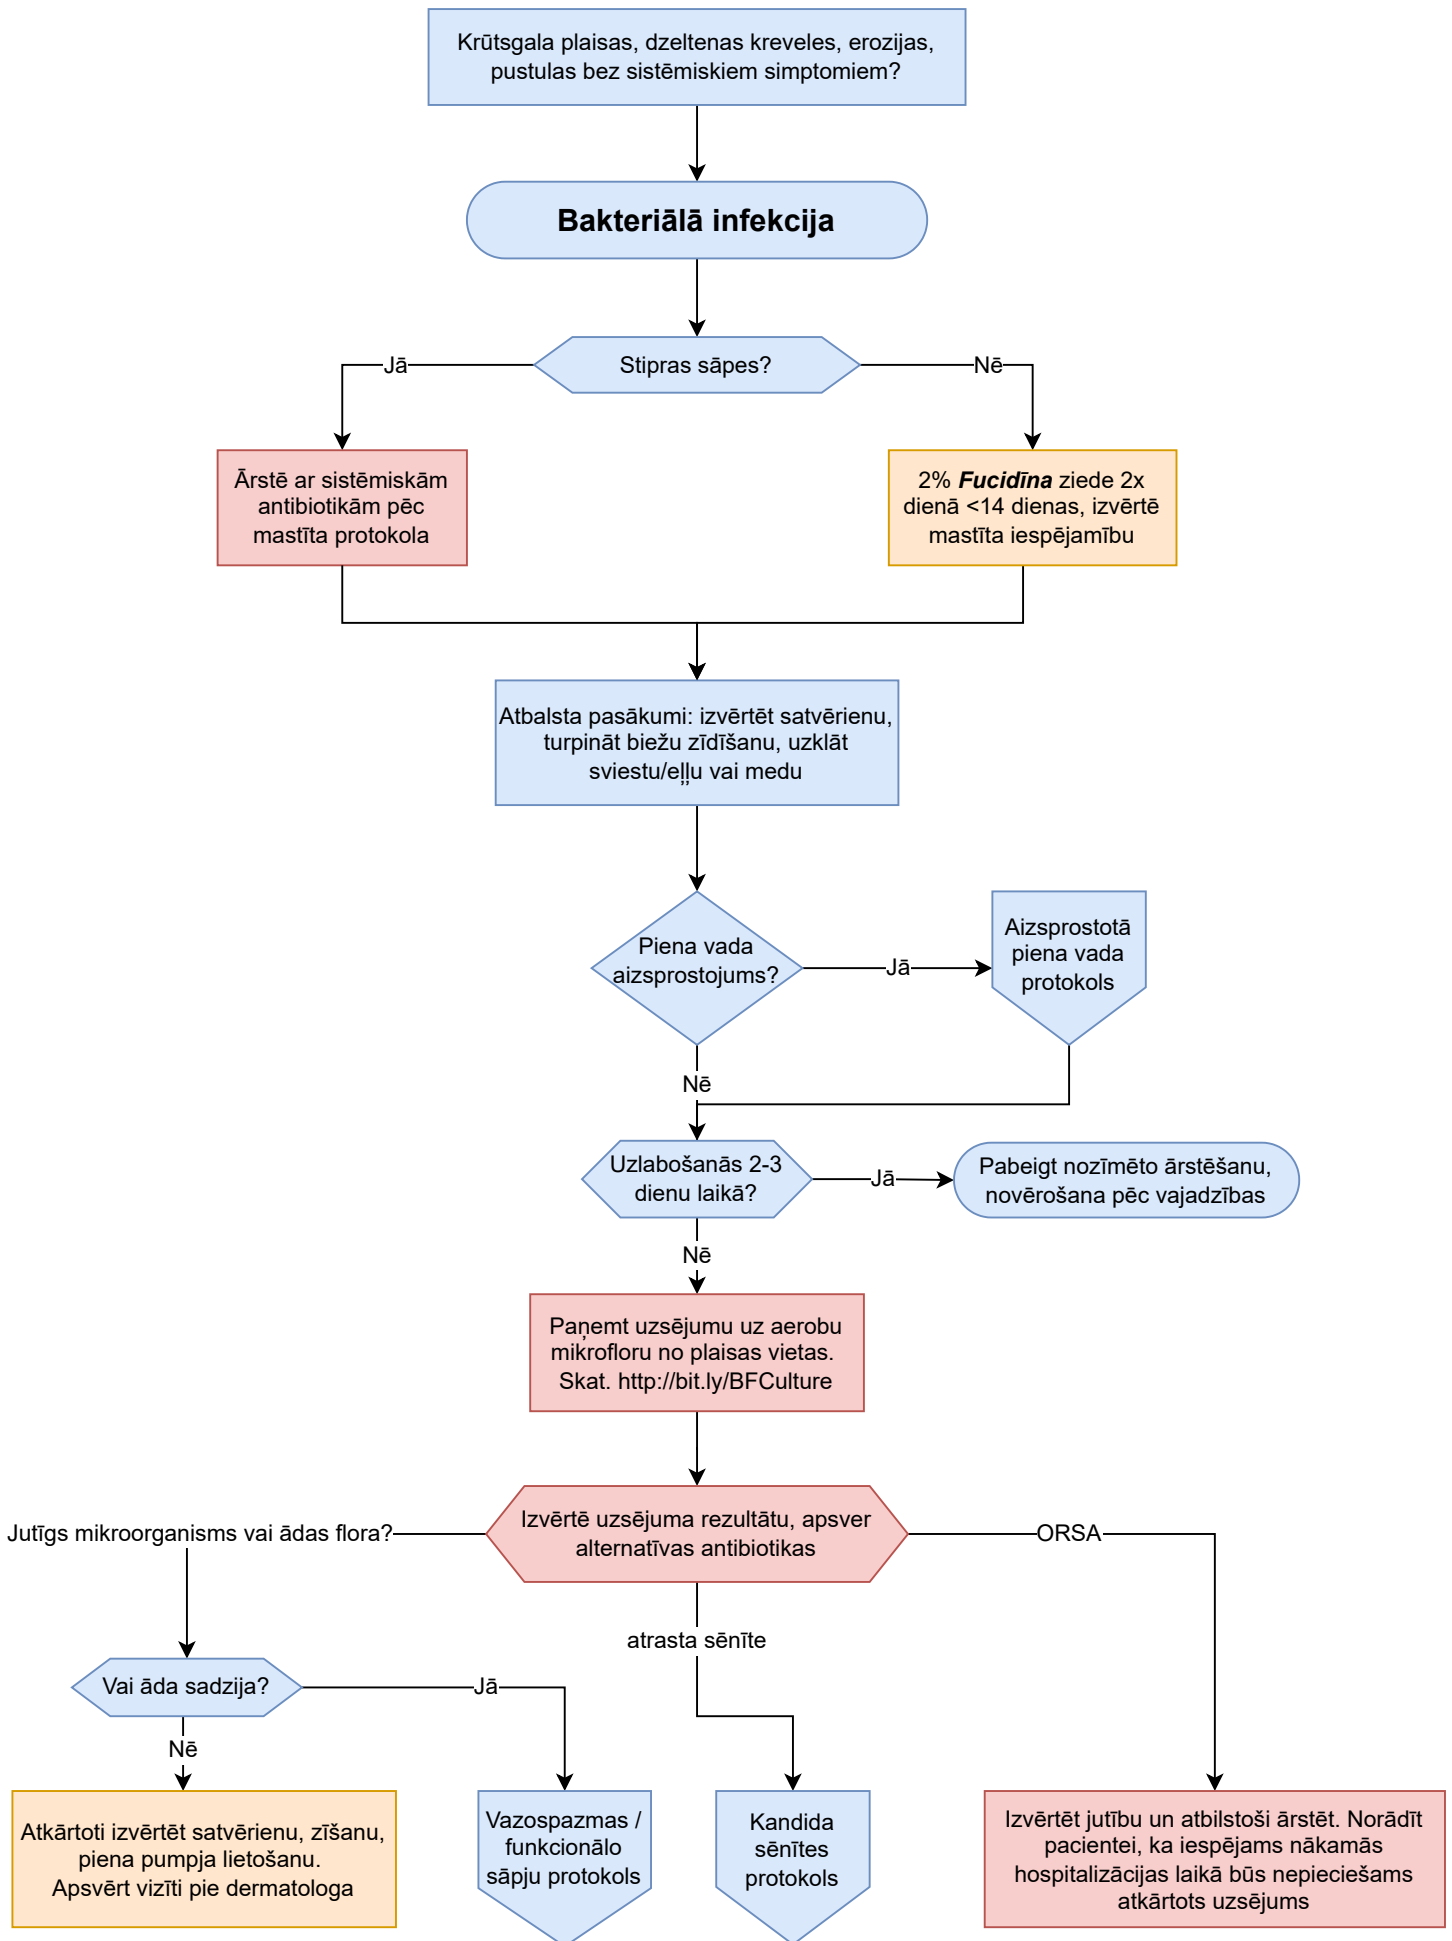 Krūtsgala plaisas, dzeltenas kreveles, erozijas,
pustulas bez sistēmiskiem simptomiem?
Bakteriālā infekcija
Stipras sāpes?
Jā
Nē
Ārstē ar sistēmiskām
antibiotikām pēc
mastīta protokola
2% Fucidīna ziede 2x
dienā <14 dienas, izvērtē
mastīta iespējamību
Atbalsta pasākumi: izvērtēt satvērienu,
turpināt biežu zīdīšanu, uzklāt
sviestu/eļļu vai medu
Piena vada
aizsprostojums?
Jā
Aizsprostotā
piena vada
protokols
Nē
Uzlabošanās 2-3
dienu laikā?
Jā
Pabeigt nozīmēto ārstēšanu,
novērošana pēc vajadzības
Nē
Paņemt uzsējumu uz aerobu
mikrofloru no plaisas vietas.
Skat. http://bit.ly/BFCulture
Izvērtē uzsējuma rezultātu, apsver
alternatīvas antibiotikas
Jutīgs mikroorganisms vai ādas flora?
ORSA
atrasta sēnīte
Vai āda sadzija?
Jā
Nē
Atkārtoti izvērtēt satvērienu, zīšanu,
piena pumpja lietošanu.
Apsvērt vizīti pie dermatologa
Vazospazmas /
funkcionālo
sāpju protokols
Kandida
sēnītes
protokols
Izvērtēt jutību un atbilstoši ārstēt. Norādīt
pacientei, ka iespējams nākamās
hospitalizācijas laikā būs nepieciešams
atkārtots uzsējums